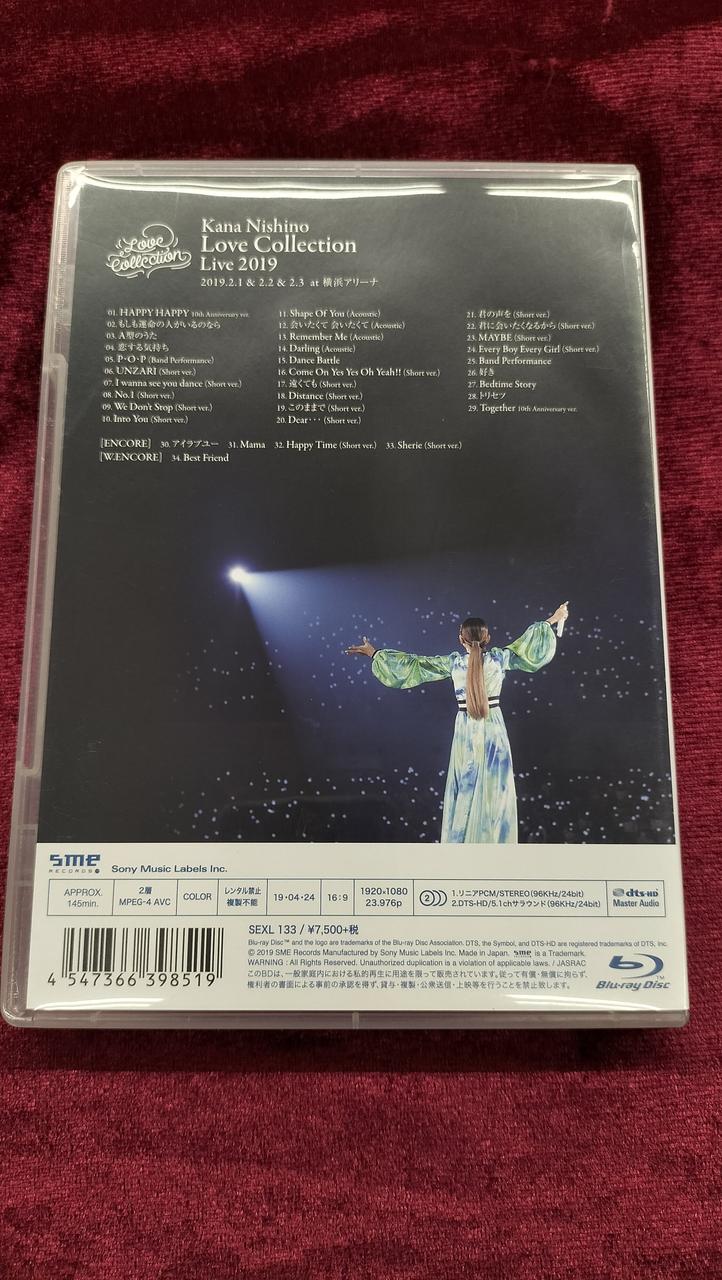 Love Collection
Kana Nishino
Love Collection
Live 2019
2019.2.1 & 2.2 & 2.3 at 横浜アリーナ
01. HAPPY HAPPY 10th Anniversary ver.
02. もしも運命の人がいるのなら
03. A型のうた
04. 恋する気持ち
05. P・O・P (Band Performance)
06. UNZARI (Short ver.)
07. I wanna see you dance (Short ver.)
08. No.1 (Short ver.)
09. We Don't Stop (Short ver.)
10. Into You (Short ver.)
11. Shape Of You (Acoustic)
12. 会いたくて 会いたくて (Acoustic)
13. Remember Me (Acoustic)
14. Darling (Acoustic)
15. Dance Battle
16. Come On Yes Yes Oh Yeah!! (Short ver.)
17. 遠くても (Short ver.)
18. Distance (Short ver.)
19. このままで (Short ver.)
20. Dear・・・ (Short ver.)
21. 君の声を (Short ver.)
22. 君に会いたくなるから (Short ver.)
23. MAYBE (Short ver.)
24. Every Boy Every Girl (Short ver.)
25. Band Performance
26. 好き
27. Bedtime Story
28. トリセツ
29. Together 10th Anniversary ver.
[ENCORE] 30. アイラブユー 31. Mama 32. Happy Time (Short ver.) 33. Sherie (Short ver.)
[W.ENCORE] 34. Best Friend
sme RECORDS Sony Music Labels Inc.
APPROX. 145min. 2層 MPEG-4 AVC COLOR レンタル禁止 複製不能 19・04・24 16:9 1920×1080 23.976p 2 1.リニアPCM/STEREO(96KHz/24bit) 2.DTS-HD/5.1chサラウンド(96KHz/24bit) dts-HD Master Audio
4 547366 398519
SEXL 133 / ¥7,500+税
Blu-ray Disc™ and the logo are trademarks of the Blu-ray Disc Association. DTS, the Symbol, and DTS-HD are registered trademarks of DTS, Inc.
© 2019 SME Records Manufactured by Sony Music Labels Inc. Made in Japan. sme is a Trademark.
WARNING : All Rights Reserved. Unauthorized duplication is a violation of applicable laws. / JASRAC
このBDは、一般家庭内における私的再生に用途を限って販売されています。従って有償・無償に拘らず、
権利者の書面による事前の承認を得ず、貸与・複製・公衆送信・上映等を行うことを禁止致します。
Blu-ray Disc™